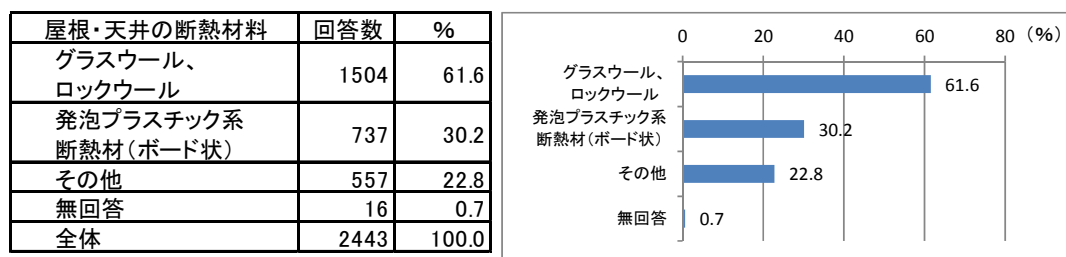 屋根・天井の断熱材料 回答数 %
グラスウール、
ロックウール 1504 61.6
発泡プラスチック系
断熱材(ボード状) 737 30.2
その他 557 22.8
無回答 16 0.7
全体 2443 100.0
0 20 40 60 80 (%)
グラスウール、
ロックウール 61.6
発泡プラスチック系
断熱材(ボード状) 30.2
その他 22.8
無回答 0.7